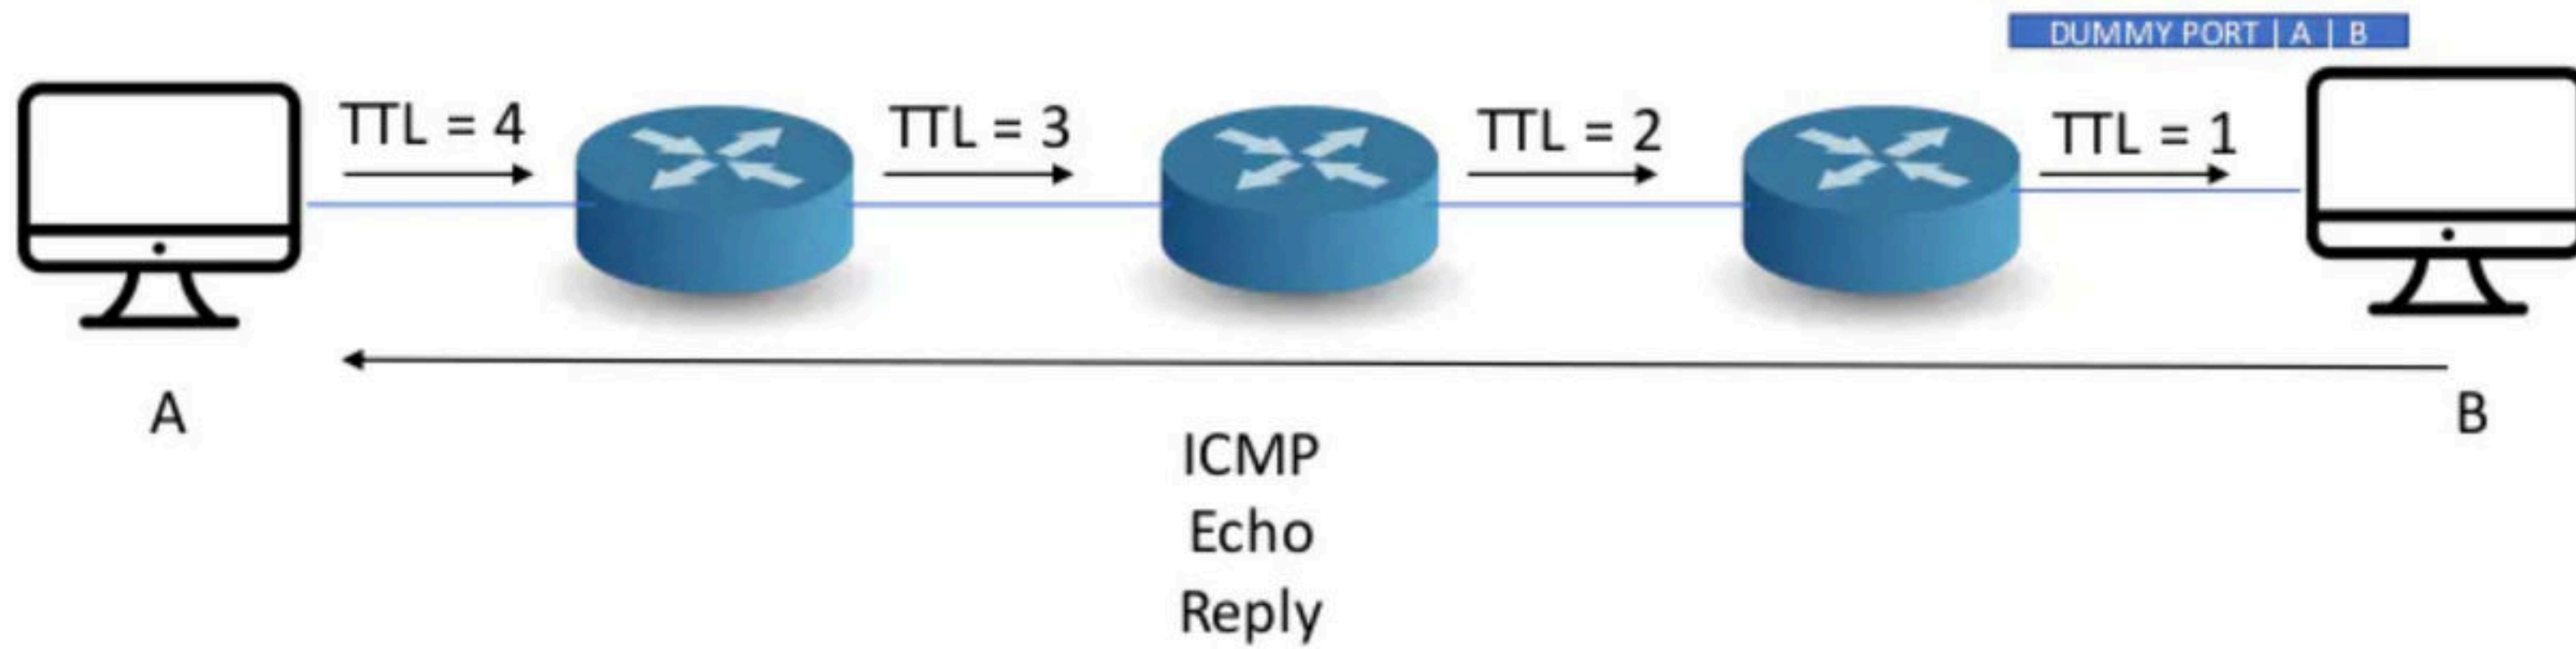 DUMMY PORT | A | B
TTL = 4
TTL = 3
TTL = 2
TTL = 1
A
B
ICMP
Echo
Reply